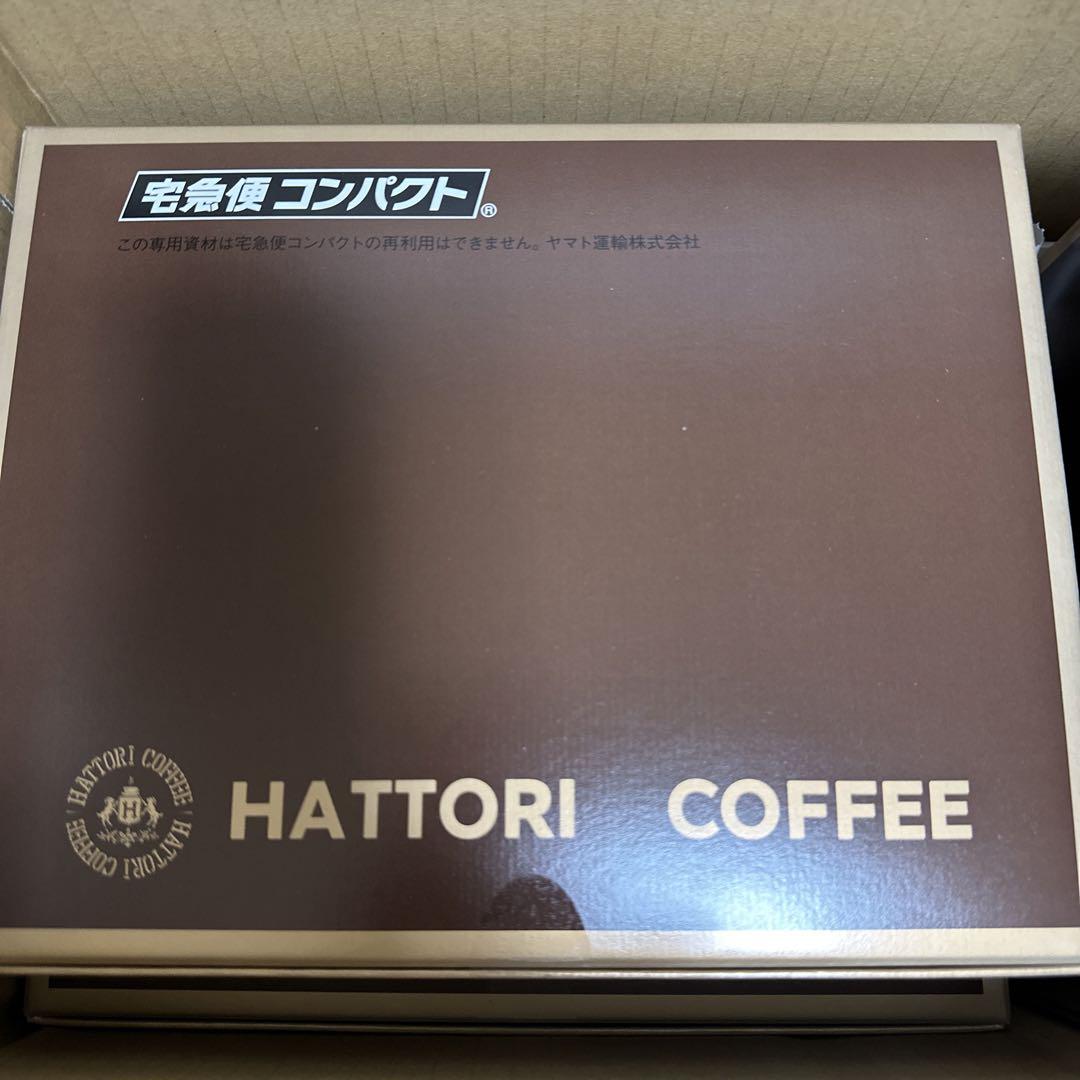 宅急便 コンパクト®
この専用資材は宅急便コンパクトの再利用はできません。ヤマト運輸株式会社
HATTORI COFFEE / HATTORI COFFEE /
H
HATTORI COFFEE